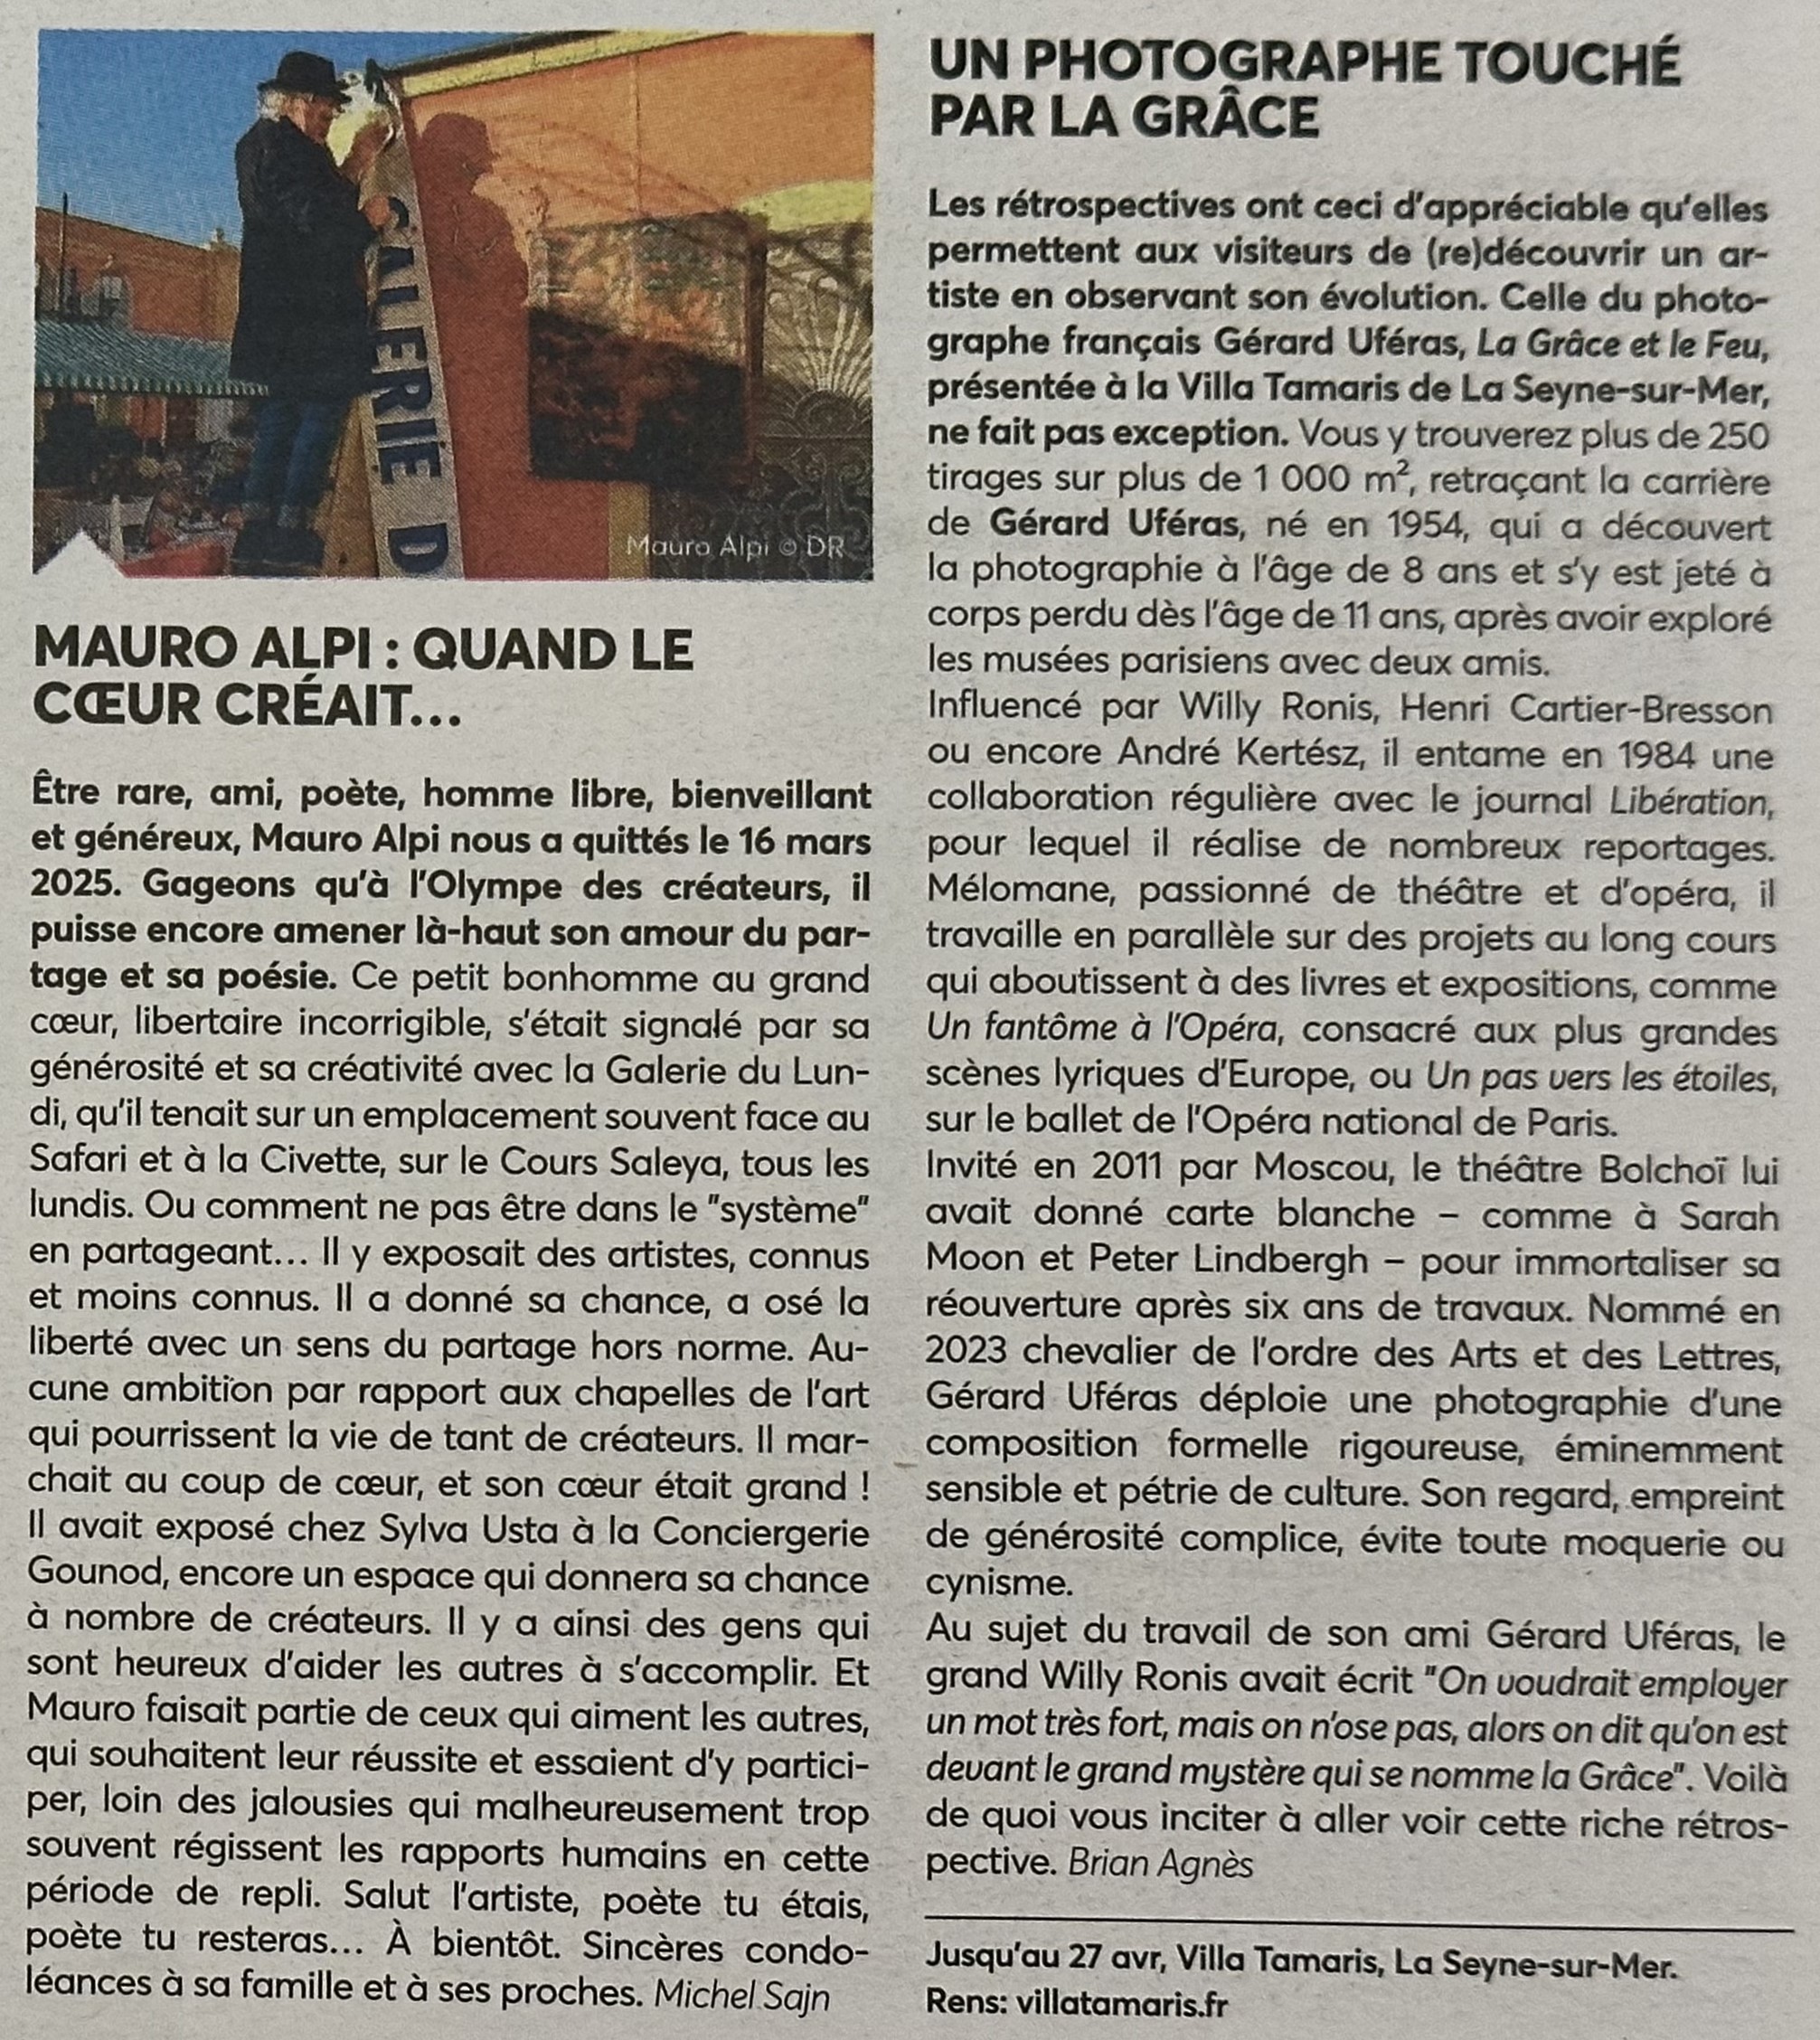 GALERIE D
Mauro Alpi © DR
MAURO ALPI : QUAND LE
CŒUR CRÉAIT...
Être rare, ami, poète, homme libre, bienveillant
et généreux, Mauro Alpi nous a quittés le 16 mars
2025. Gageons qu'à l'Olympe des créateurs, il
puisse encore amener là-haut son amour du par-
tage et sa poésie. Ce petit bonhomme au grand
cœur, libertaire incorrigible, s'était signalé par sa
générosité et sa créativité avec la Galerie du Lun-
di, qu'il tenait sur un emplacement souvent face au
Safari et à la Civette, sur le Cours Saleya, tous les
lundis. Ou comment ne pas être dans le "système"
en partageant... Il y exposait des artistes, connus
et moins connus. Il a donné sa chance, a osé la
liberté avec un sens du partage hors norme. Au-
cune ambition par rapport aux chapelles de l'art
qui pourrissent la vie de tant de créateurs. Il mar-
chait au coup de cœur, et son cœur était grand !
Il avait exposé chez Sylva Usta à la Conciergerie
Gounod, encore un espace qui donnera sa chance
à nombre de créateurs. Il y a ainsi des gens qui
sont heureux d'aider les autres à s'accomplir. Et
Mauro faisait partie de ceux qui aiment les autres,
qui souhaitent leur réussite et essaient d'y partici-
per, loin des jalousies qui malheureusement trop
souvent régissent les rapports humains en cette
période de repli. Salut l'artiste, poète tu étais,
poète tu resteras... À bientôt. Sincères condo-
léances à sa famille et à ses proches. Michel Sajn
UN PHOTOGRAPHE TOUCHÉ
PAR LA GRÂCE
Les rétrospectives ont ceci d'appréciable qu'elles
permettent aux visiteurs de (re)découvrir un ar-
tiste en observant son évolution. Celle du photo-
graphe français Gérard Uféras, La Grâce et le Feu,
présentée à la Villa Tamaris de La Seyne-sur-Mer,
ne fait pas exception. Vous y trouverez plus de 250
tirages sur plus de 1 000 m², retraçant la carrière
de Gérard Uféras, né en 1954, qui a découvert
la photographie à l'âge de 8 ans et s'y est jeté à
corps perdu dès l'âge de 11 ans, après avoir exploré
les musées parisiens avec deux amis.
Influencé par Willy Ronis, Henri Cartier-Bresson
ou encore André Kertész, il entame en 1984 une
collaboration régulière avec le journal Libération,
pour lequel il réalise de nombreux reportages.
Mélomane, passionné de théâtre et d'opéra, il
travaille en parallèle sur des projets au long cours
qui aboutissent à des livres et expositions, comme
Un fantôme à l'Opéra, consacré aux plus grandes
scènes lyriques d'Europe, ou Un pas vers les étoiles,
sur le ballet de l'Opéra national de Paris.
Invité en 2011 par Moscou, le théâtre Bolchoï lui
avait donné carte blanche – comme à Sarah
Moon et Peter Lindbergh – pour immortaliser sa
réouverture après six ans de travaux. Nommé en
2023 chevalier de l'ordre des Arts et des Lettres,
Gérard Uféras déploie une photographie d'une
composition formelle rigoureuse, éminemment
sensible et pétrie de culture. Son regard, empreint
de générosité complice, évite toute moquerie ou
cynisme.
Au sujet du travail de son ami Gérard Uféras, le
grand Willy Ronis avait écrit "On voudrait employer
un mot très fort, mais on n'ose pas, alors on dit qu'on est
devant le grand mystère qui se nomme la Grâce". Voilà
de quoi vous inciter à aller voir cette riche rétros-
pective. Brian Agnès
Jusqu'au 27 avr, Villa Tamaris, La Seyne-sur-Mer.
Rens: villatamaris.fr